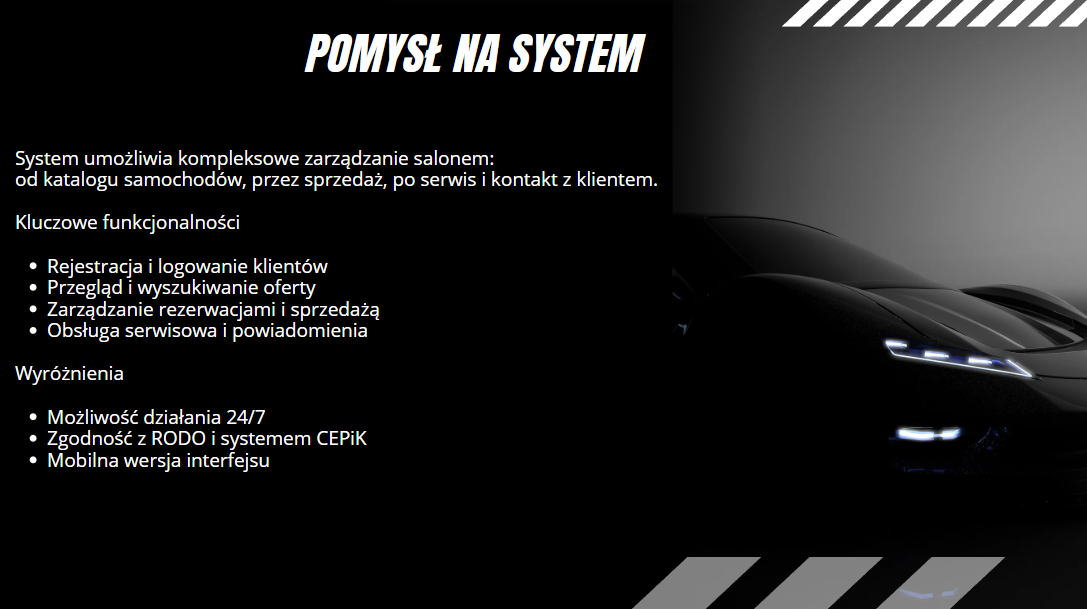 POMYSŁ NA SYSTEM
System umożliwia kompleksowe zarządzanie salonem:
od katalogu samochodów, przez sprzedaż, po serwis i kontakt z klientem.
Kluczowe funkcjonalności
• Rejestracja i logowanie klientów
• Przegląd i wyszukiwanie oferty
• Zarządzanie rezerwacjami i sprzedażą
• Obsługa serwisowa i powiadomienia
Wyróżnienia
• Możliwość działania 24/7
• Zgodność z RODO i systemem CEPiK
• Mobilna wersja interfejsu